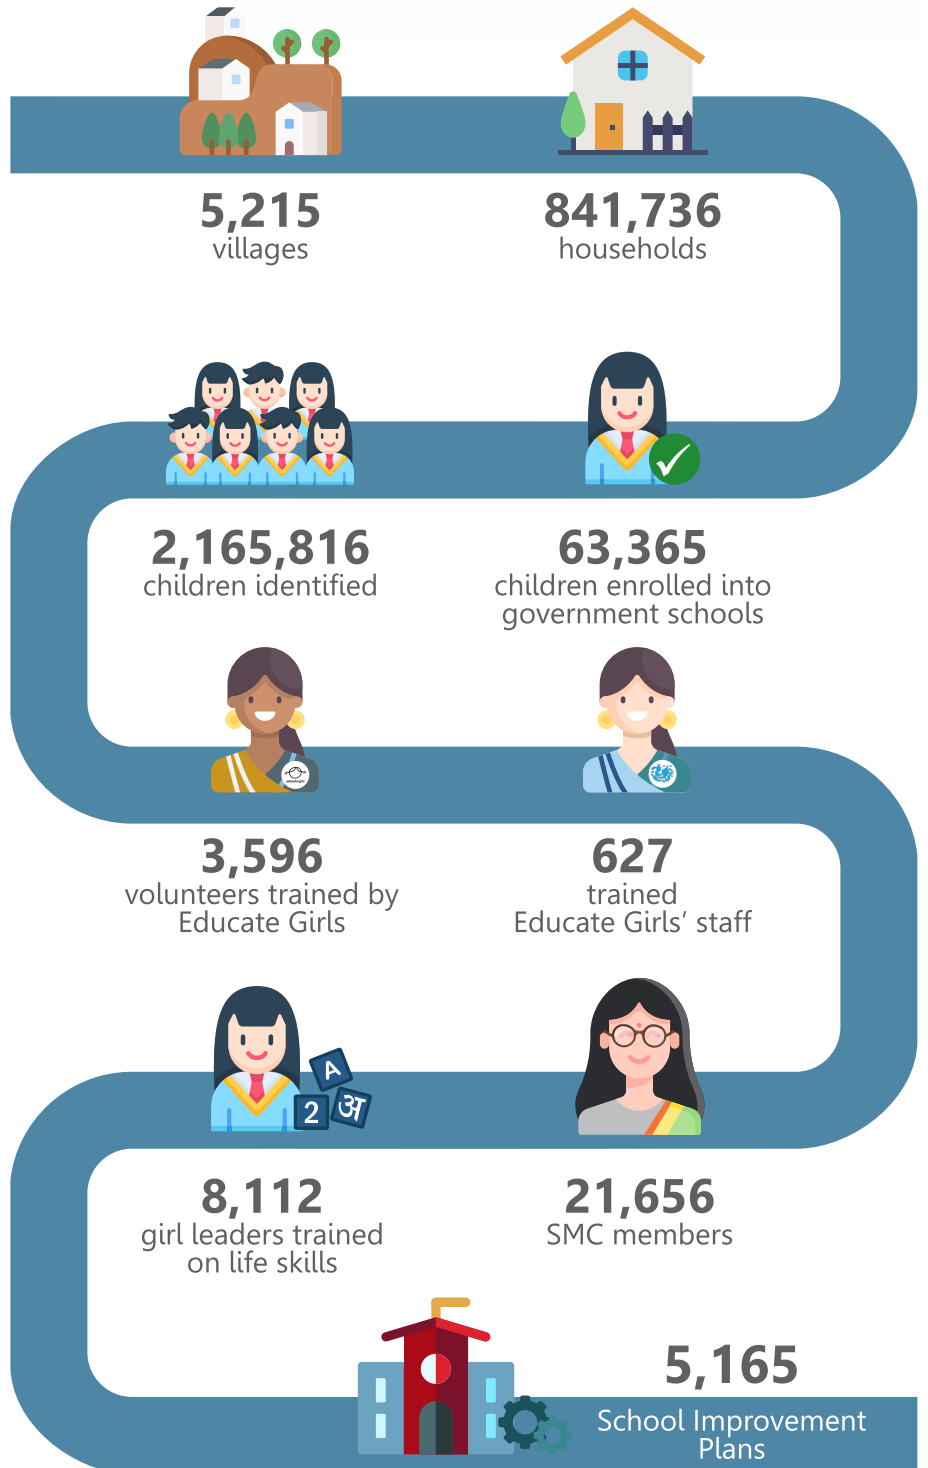 5,215
villages
841,736
households
2,165,816
children identified
63,365
children enrolled into
government schools
3,596
volunteers trained by
Educate Girls
627
trained
Educate Girls’ staff
A
2
अ
8,112
girl leaders trained
on life skills
21,656
SMC members
5,165
School Improvement
Plans